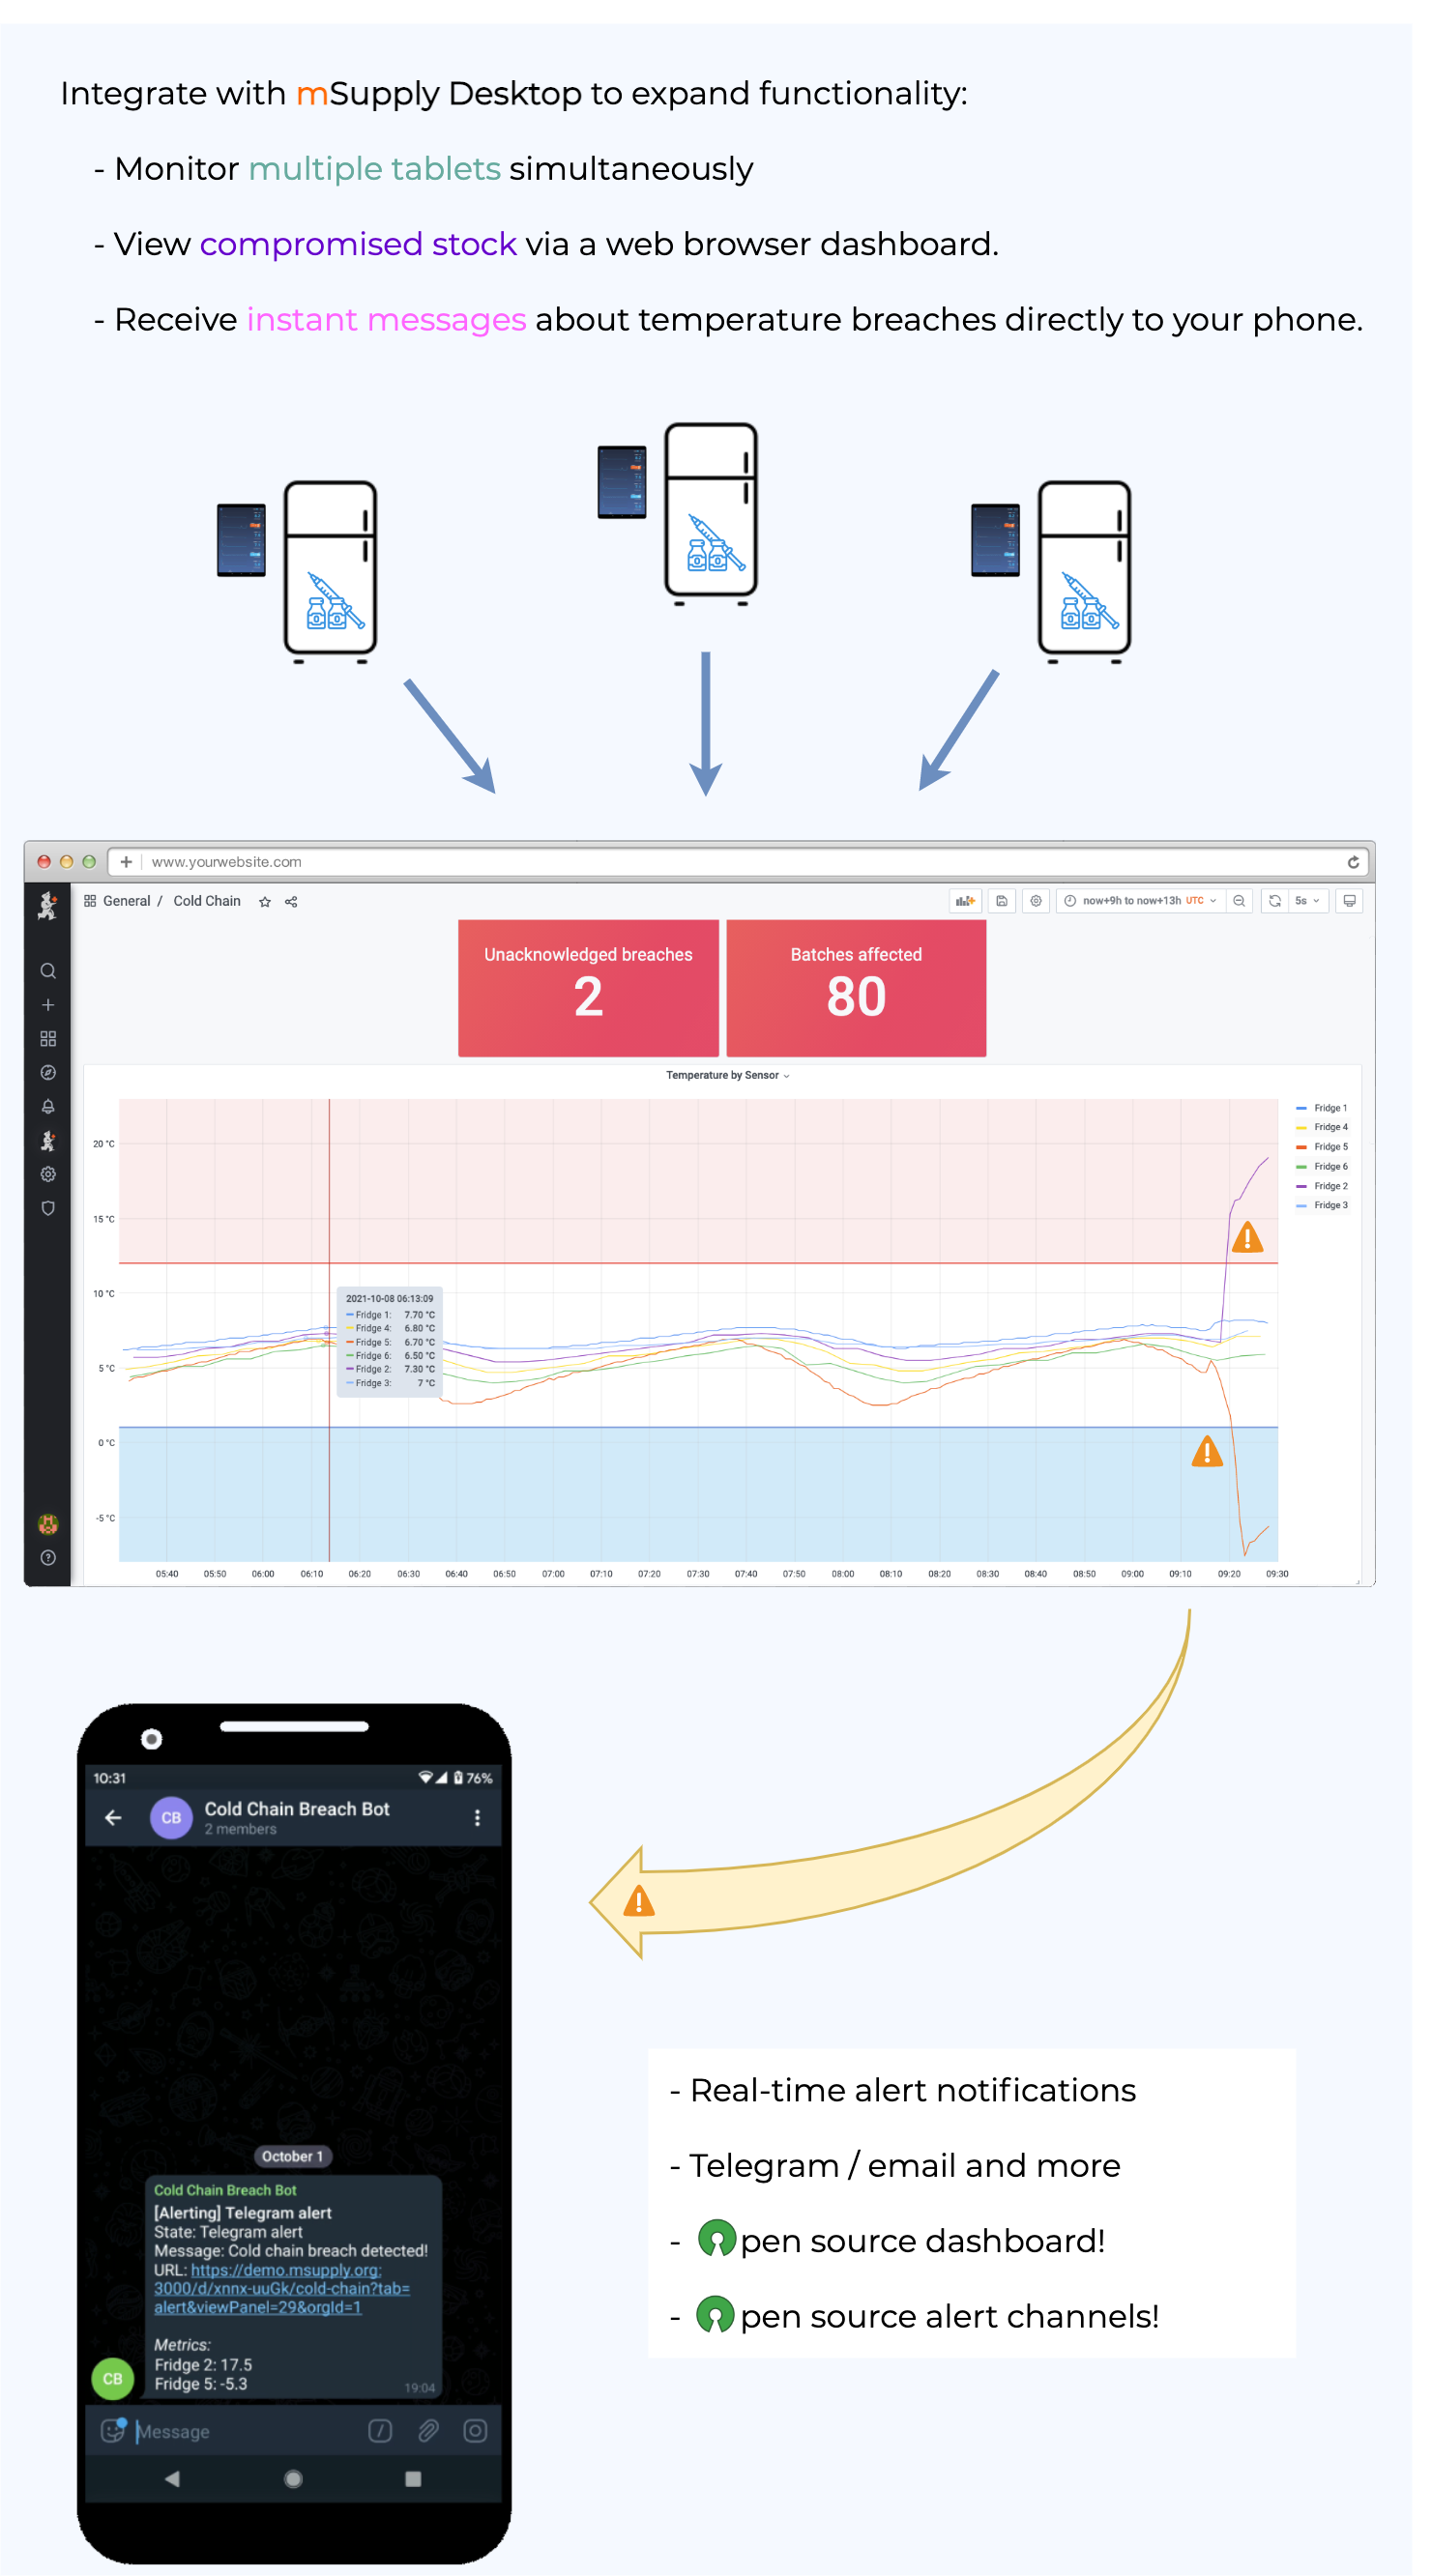 Integrate with mSupply Desktop to expand functionality:
- Monitor multiple tablets simultaneously
- View compromised stock via a web browser dashboard.
- Receive instant messages about temperature breaches directly to your phone.
www.yourwebsite.com
General / Cold Chain
now+9h to now+13h UTC
5s
Unacknowledged breaches
2
Batches affected
80
Temperature by Sensor
20 °C
15 °C
10 °C
5 °C
0 °C
-5 °C
Fridge 1
Fridge 4
Fridge 5
Fridge 6
Fridge 2
Fridge 3
2021-10-08 06:13:09
Fridge 1: 7.70 °C
Fridge 4: 6.80 °C
Fridge 5: 6.70 °C
Fridge 6: 6.50 °C
Fridge 2: 7.30 °C
Fridge 3: 7 °C
05:40 05:50 06:00 06:10 06:20 06:30 06:40 06:50 07:00 07:10 07:20 07:30 07:40 07:50 08:00 08:10 08:20 08:30 08:40 08:50 09:00 09:10 09:20 09:30
10:31
76%
CB
Cold Chain Breach Bot
2 members
October 1
Cold Chain Breach Bot
[Alerting] Telegram alert
State: Telegram alert
Message: Cold chain breach detected!
URL: https://demo.msupply.org:
3000/d/xnnx-uuGk/cold-chain?tab=
alert&viewPanel=29&orgId=1
Metrics:
Fridge 2: 17.5
Fridge 5: -5.3
19:04
CB
Message
- Real-time alert notifications
- Telegram / email and more
- Open source dashboard!
- Open source alert channels!